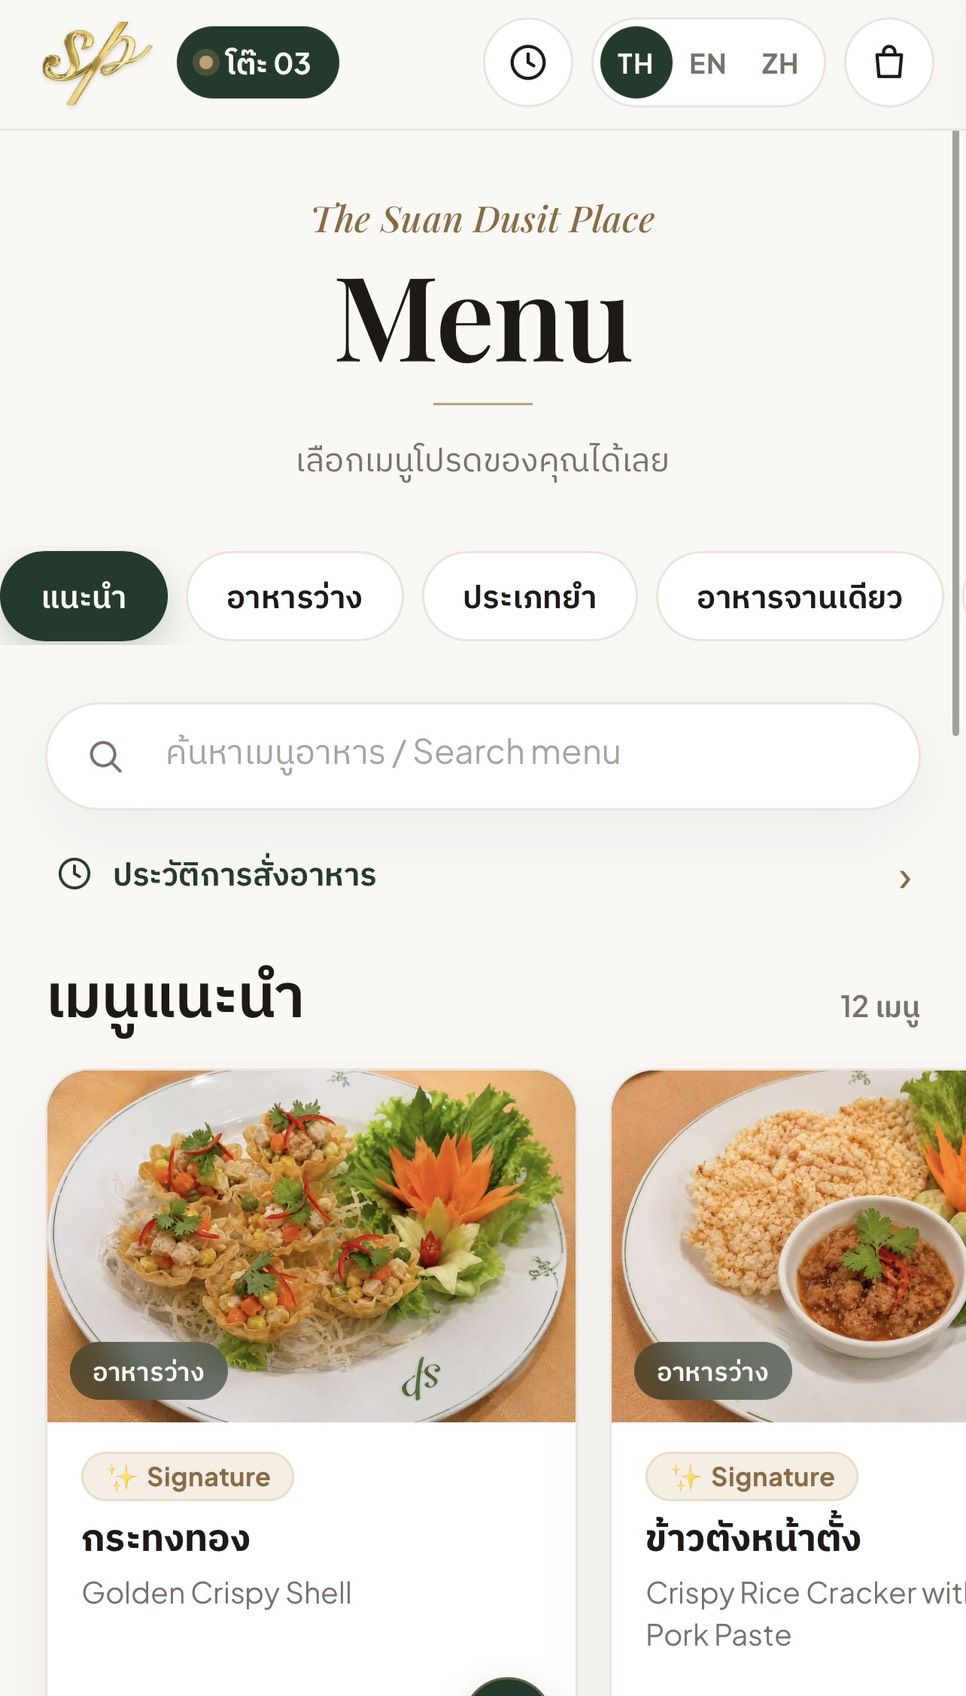 sp
โต๊ะ 03
TH EN ZH
The Suan Dusit Place
Menu
เลือกเมนูโปรดของคุณได้เลย
แนะนำ อาหารว่าง ประเภทยำ อาหารจานเดียว
ค้นหาเมนูอาหาร / Search menu
ประวัติการสั่งอาหาร
เมนูแนะนำ
12 เมนู
sp
อาหารว่าง
อาหารว่าง
✨ Signature
กระทงทอง
Golden Crispy Shell
✨ Signature
ข้าวตังหน้าตั้ง
Crispy Rice Cracker with
Pork Paste